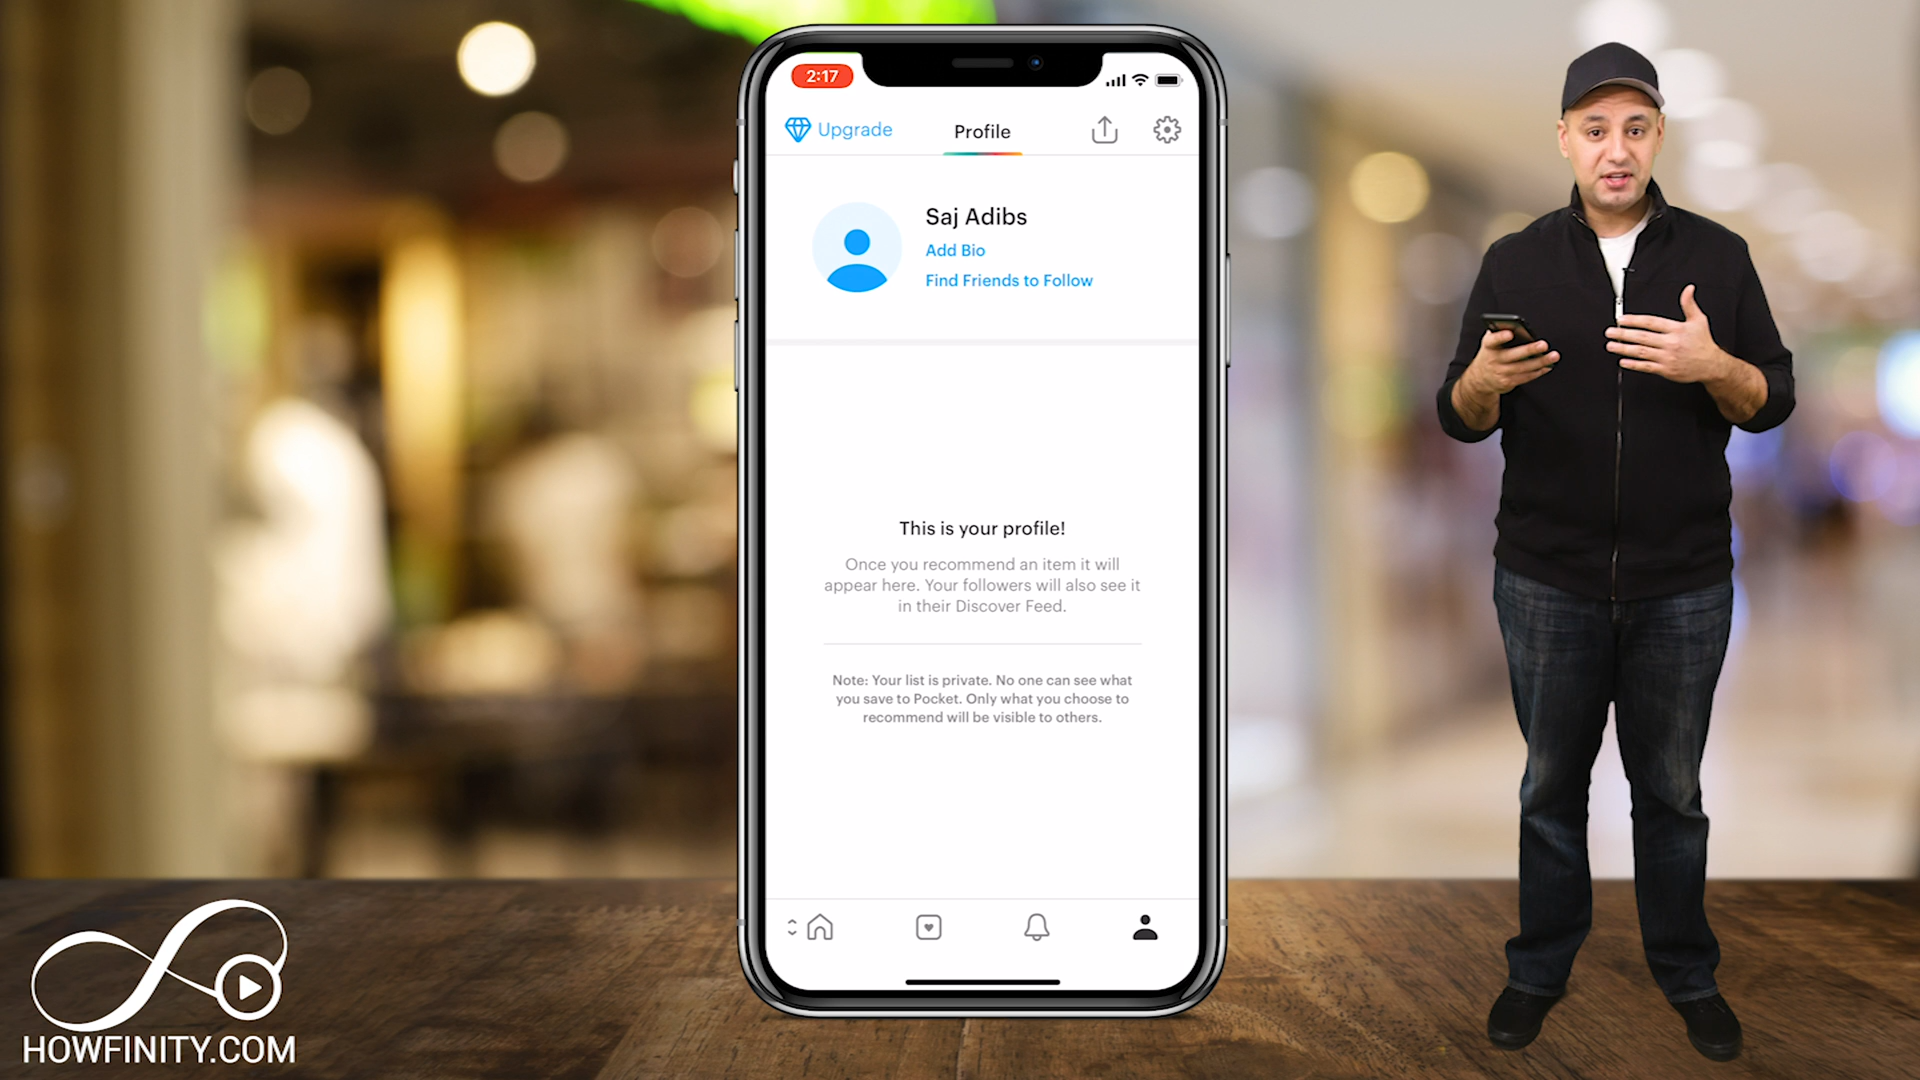 2:17
Upgrade
Profile
Saj Adibs
Add Bio
Find Friends to Follow
This is your profile!
Once you recommend an item it will
appear here. Your followers will also see it
in their Discover Feed.
Note: Your list is private. No one can see what
you save to Pocket. Only what you choose to
recommend will be visible to others.
HOWFINITY.COM